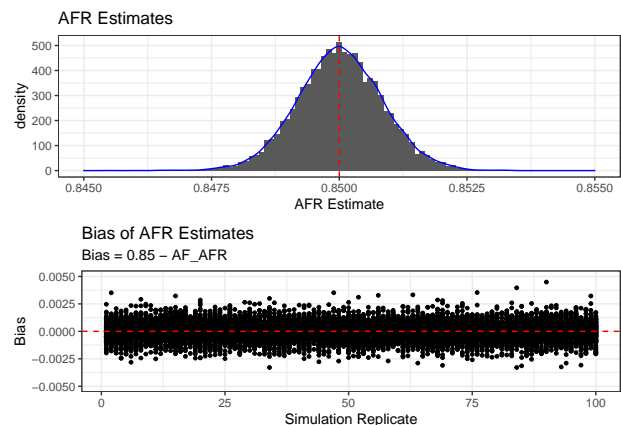 AFR Estimates
500
400
300
200
100
0
density
0.8450 0.8475 0.8500 0.8525 0.8550
AFR Estimate
Bias of AFR Estimates
Bias = 0.85 − AF_AFR
0.0050
0.0025
0.0000
−0.0025
−0.0050
Bias
0 25 50 75 100
Simulation Replicate